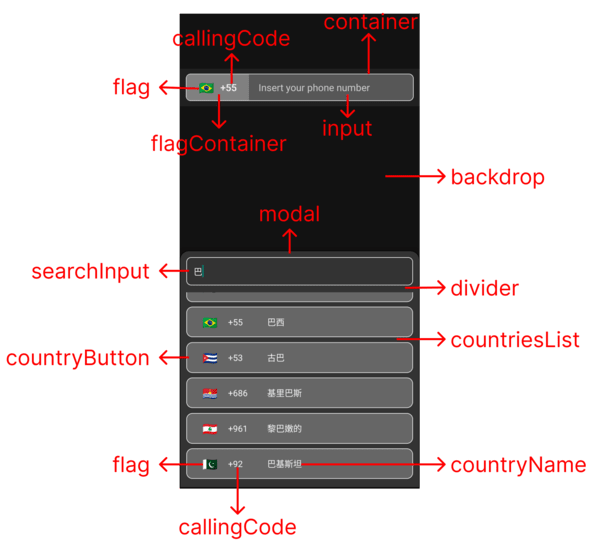 container
callingCode
flag
+55
Insert your phone number
input
flagContainer
backdrop
modal
searchInput
巴
divider
+55 巴西
countriesList
countryButton
+53 古巴
+686 基里巴斯
+961 黎巴嫩的
flag
+92 巴基斯坦
countryName
callingCode